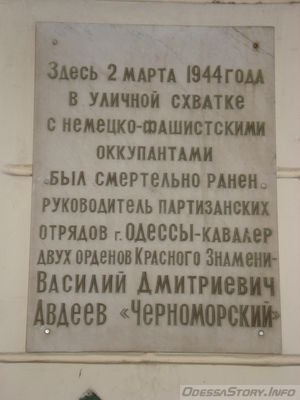 Здесь 2 марта 1944 года
в уличной схватке
с немецко-фашистскими
оккупантами
был смертельно ранен
руководитель партизанских
отрядов г. Одессы-кавалер
двух орденов Красного Знамени-
Василий Дмитриевич
Авдеев «Черноморский»
OdessaStory.Info